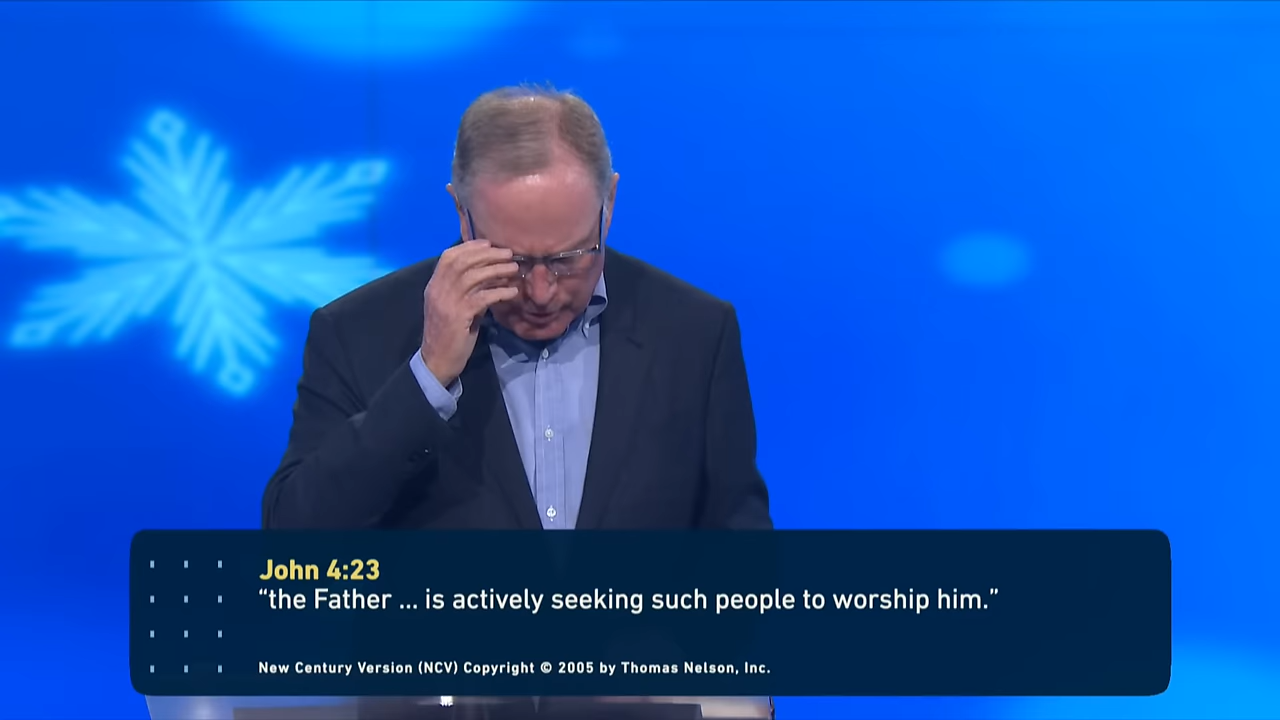 John 4:23
“the Father ... is actively seeking such people to worship him.”
New Century Version (NCV) Copyright © 2005 by Thomas Nelson, Inc.